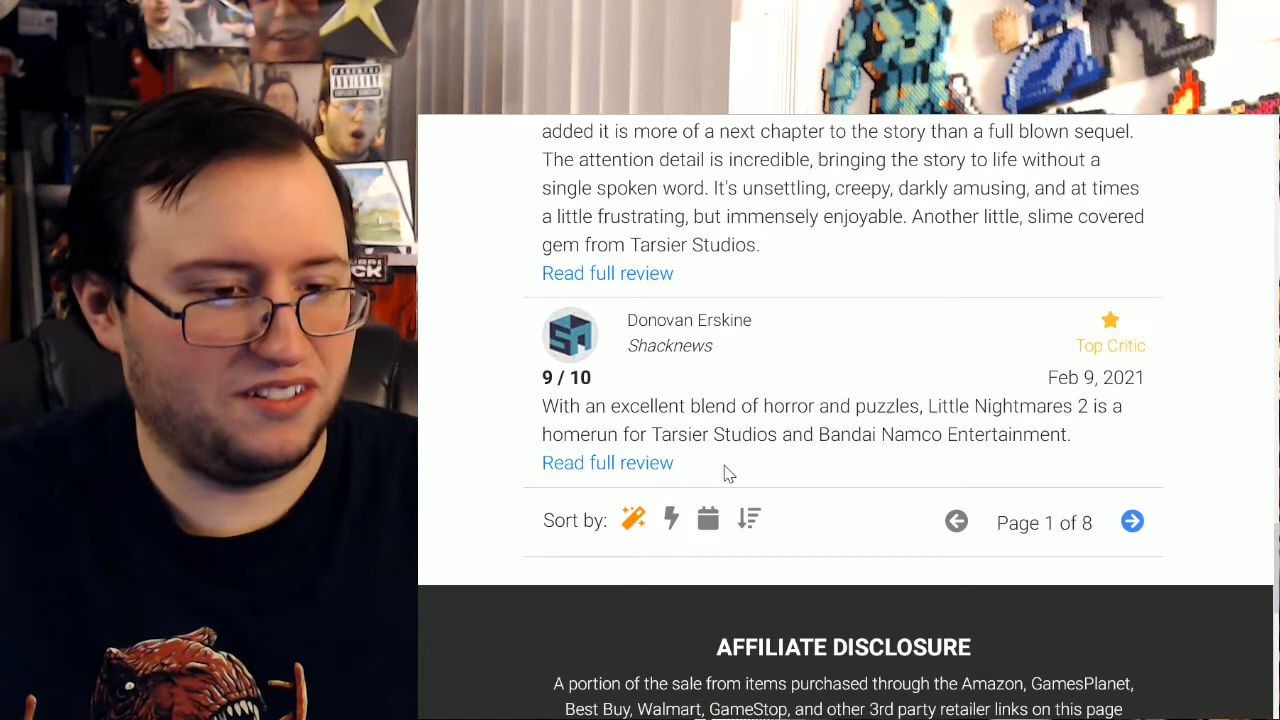 PARENTAL
ADVISORY
EXPLICIT CONTENT
added it is more of a next chapter to the story than a full blown sequel.
The attention detail is incredible, bringing the story to life without a
single spoken word. It's unsettling, creepy, darkly amusing, and at times
a little frustrating, but immensely enjoyable. Another little, slime covered
gem from Tarsier Studios.
Read full review
Donovan Erskine
Shacknews
Top Critic
9 / 10
Feb 9, 2021
With an excellent blend of horror and puzzles, Little Nightmares 2 is a
homerun for Tarsier Studios and Bandai Namco Entertainment.
Read full review
Sort by:
Page 1 of 8
AFFILIATE DISCLOSURE
A portion of the sale from items purchased through the Amazon, GamesPlanet,
Best Buy, Walmart, GameStop, and other 3rd party retailer links on this page